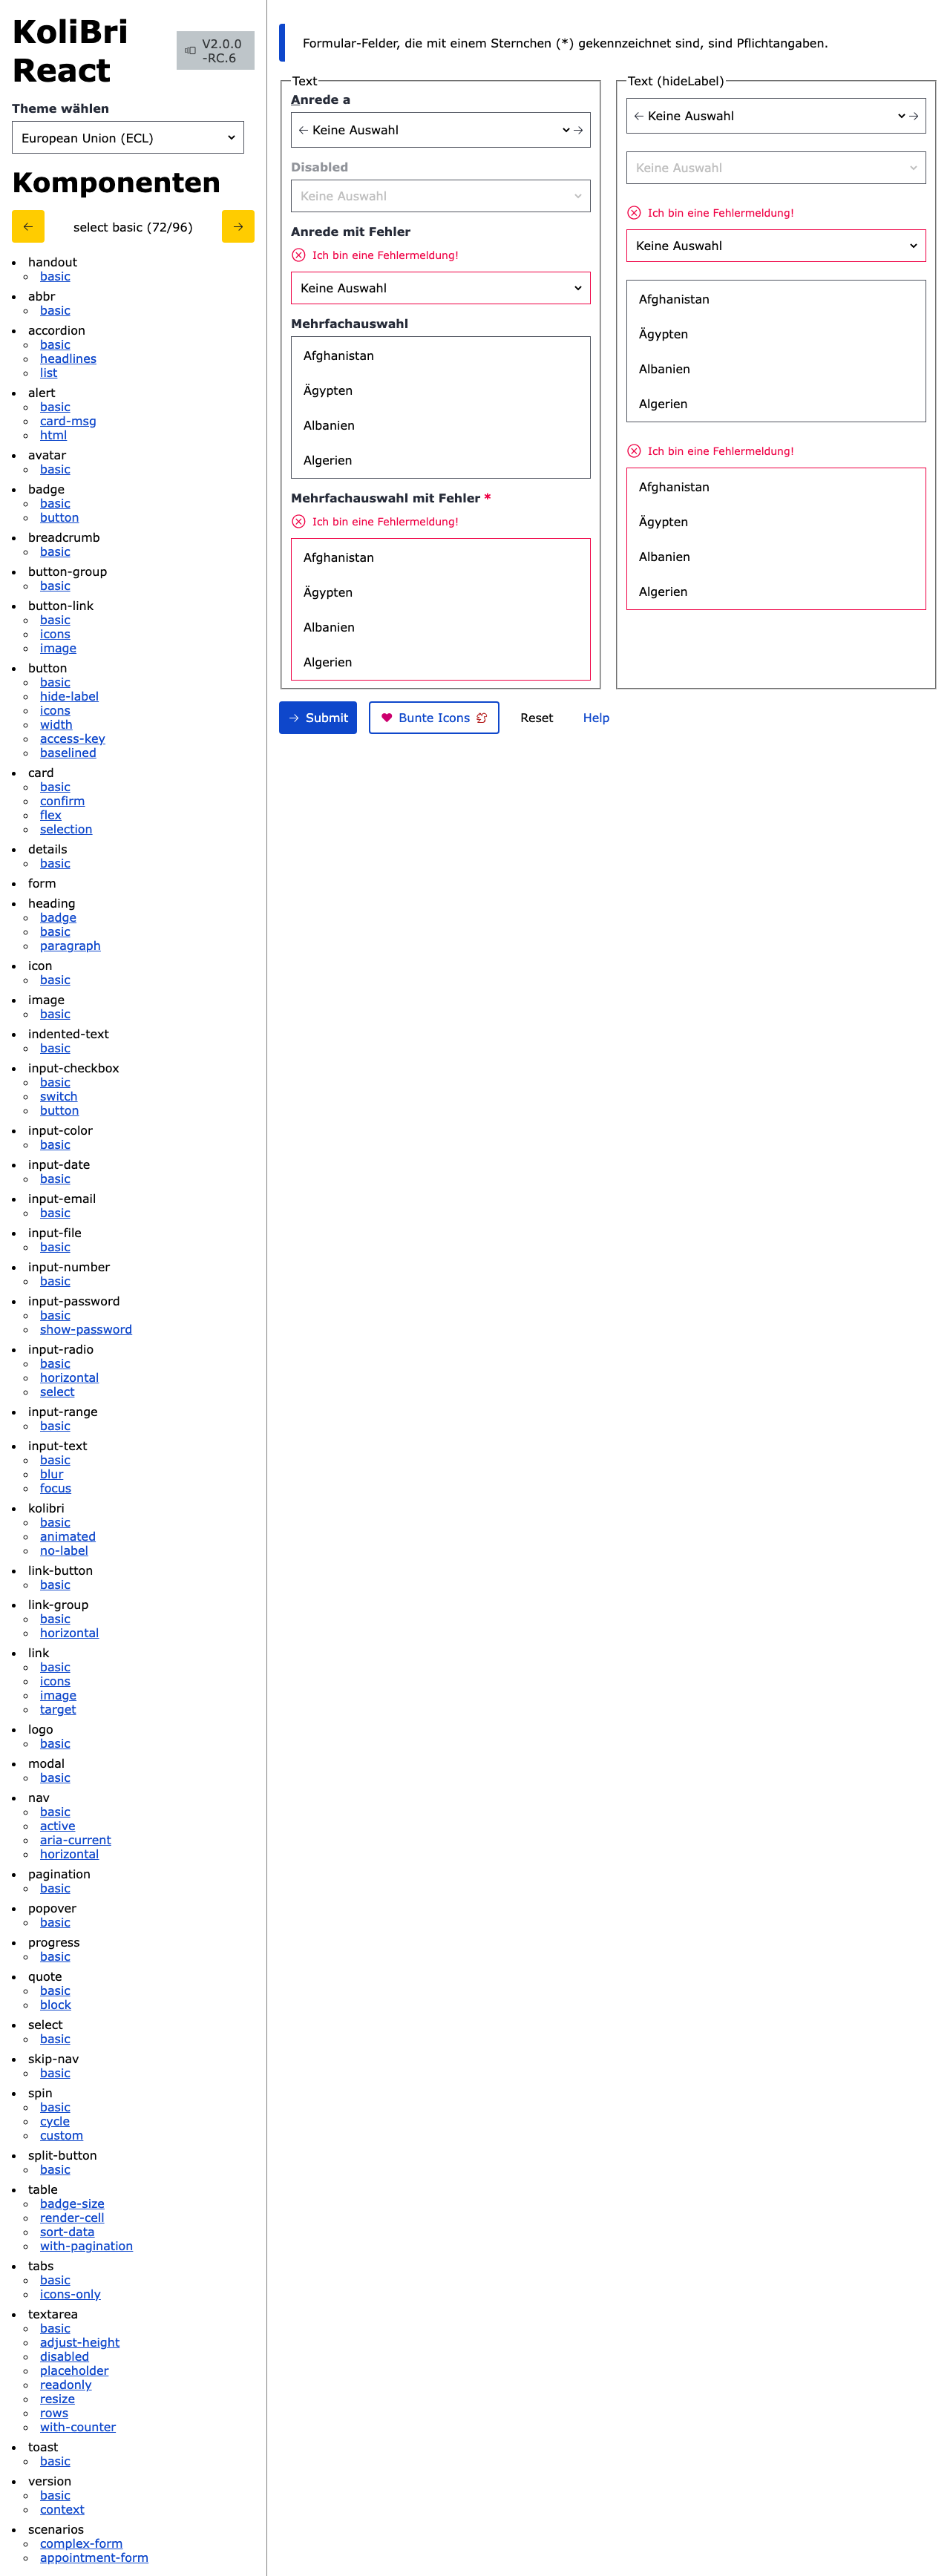 KoliBri
React
V2.0.0
-RC.6
Theme wählen
European Union (ECL)
Komponenten
select basic (72/96)
handout
basic
abbr
basic
accordion
basic
headlines
list
alert
basic
card-msg
html
avatar
basic
badge
basic
button
breadcrumb
basic
button-group
basic
button-link
basic
icons
image
button
basic
hide-label
icons
width
access-key
baselined
card
basic
confirm
flex
selection
details
basic
form
heading
badge
basic
paragraph
icon
basic
image
basic
indented-text
basic
input-checkbox
basic
switch
button
input-color
basic
input-date
basic
input-email
basic
input-file
basic
input-number
basic
input-password
basic
show-password
input-radio
basic
horizontal
select
input-range
basic
input-text
basic
blur
focus
kolibri
basic
animated
no-label
link-button
basic
link-group
basic
horizontal
link
basic
icons
image
target
logo
basic
modal
basic
nav
basic
active
aria-current
horizontal
pagination
basic
popover
basic
progress
basic
quote
basic
block
select
basic
skip-nav
basic
spin
basic
cycle
custom
split-button
basic
table
badge-size
render-cell
sort-data
with-pagination
tabs
basic
icons-only
textarea
basic
adjust-height
disabled
placeholder
readonly
resize
rows
with-counter
toast
basic
version
basic
context
scenarios
complex-form
appointment-form
Formular-Felder, die mit einem Sternchen (*) gekennzeichnet sind, sind Pflichtangaben.
Text
Anrede a
Keine Auswahl
Disabled
Keine Auswahl
Anrede mit Fehler
Ich bin eine Fehlermeldung!
Keine Auswahl
Mehrfachauswahl
Afghanistan
Ägypten
Albanien
Algerien
Mehrfachauswahl mit Fehler *
Ich bin eine Fehlermeldung!
Afghanistan
Ägypten
Albanien
Algerien
Text (hideLabel)
Keine Auswahl
Keine Auswahl
Ich bin eine Fehlermeldung!
Keine Auswahl
Afghanistan
Ägypten
Albanien
Algerien
Ich bin eine Fehlermeldung!
Afghanistan
Ägypten
Albanien
Algerien
Submit
Bunte Icons
Reset
Help